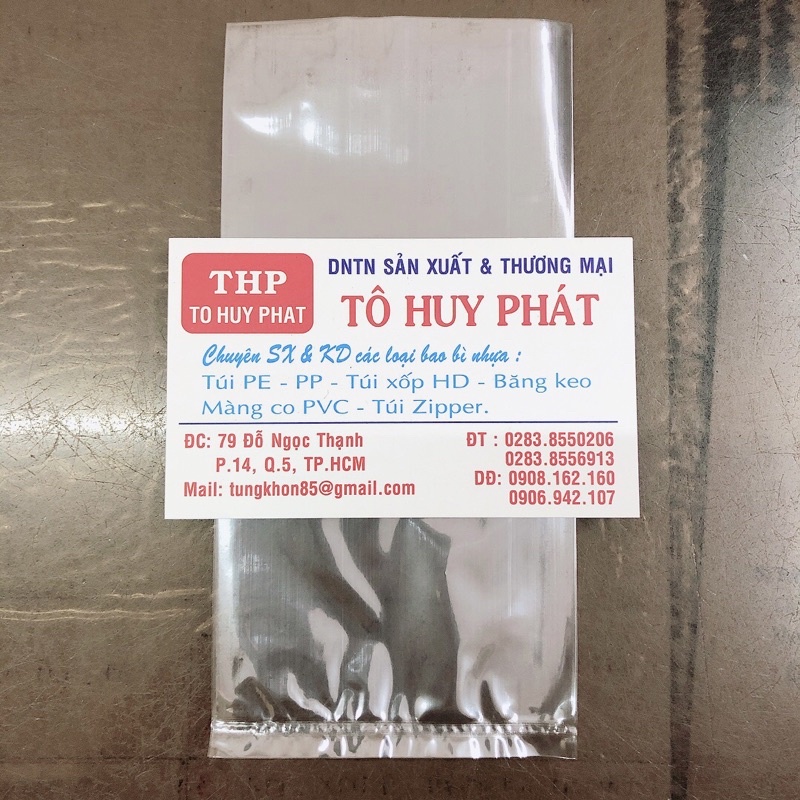 THP
TO HUY PHAT
DNTN SẢN XUẤT & THƯƠNG MẠI
TÔ HUY PHÁT
Chuyên SX & KD các loại bao bì nhựa :
Túi PE - PP - Túi xốp HD - Băng keo
Màng co PVC - Túi Zipper.
ĐC: 79 Đỗ Ngọc Thạnh
P.14, Q.5, TP.HCM
Mail: tungkhon85@gmail.com
ĐT : 0283.8550206
0283.8556913
DĐ: 0908.162.160
0906.942.107